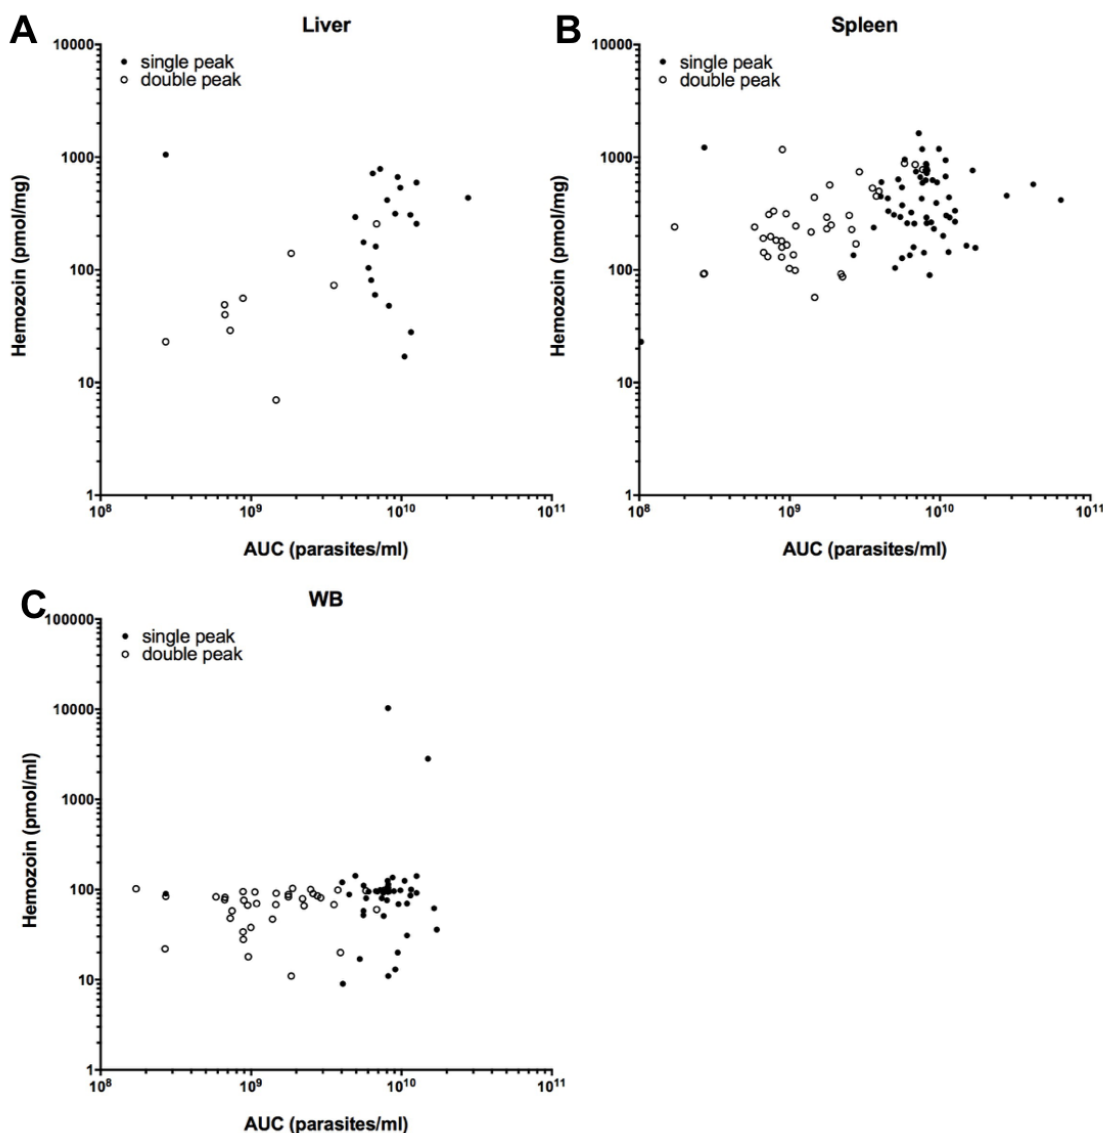 A
Liver
single peak
double peak
10000
1000
100
10
1
Hemozoin (pmol/mg)
10^8
10^9
10^10
10^11
AUC (parasites/ml)
B
Spleen
single peak
double peak
10000
1000
100
10
1
Hemozoin (pmol/mg)
10^8
10^9
10^10
10^11
AUC (parasites/ml)
C
WB
single peak
double peak
100000
10000
1000
100
10
1
Hemozoin (pmol/ml)
10^8
10^9
10^10
10^11
AUC (parasites/ml)